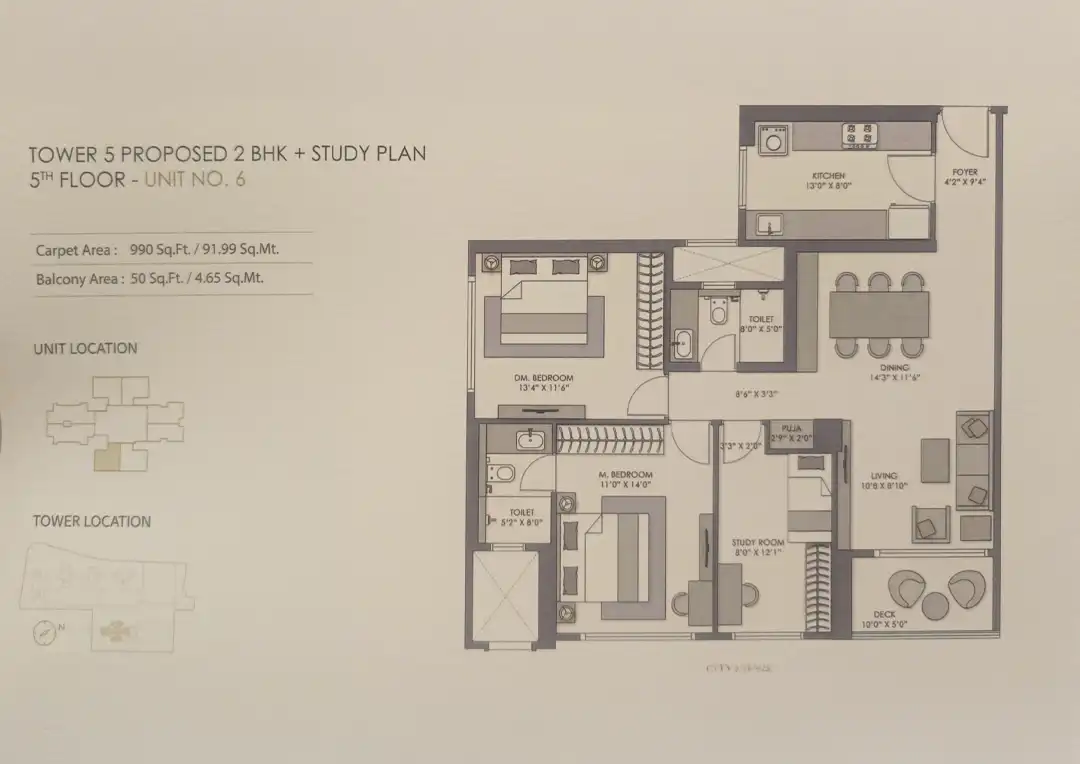 TOWER 5 PROPOSED 2 BHK + STUDY PLAN
5TH FLOOR - UNIT NO. 6
Carpet Area : 990 Sq.Ft. / 91.99 Sq.Mt.
Balcony Area : 50 Sq.Ft. / 4.65 Sq.Mt.
UNIT LOCATION
TOWER LOCATION
N
KITCHEN
13'0" X 8'0"
FOYER
4'2" X 9'4"
TOILET
8'0" X 5'0"
DM. BEDROOM
13'4" X 11'6"
DINING
14'3" X 11'6"
8'6" X 3'3"
PUJA
2'9" X 2'0"
3'3" X 2'0"
M. BEDROOM
11'0" X 14'0"
LIVING
10'8 X 8'10"
TOILET
5'2" X 8'0"
STUDY ROOM
8'0" X 12'1"
DECK
10'0" X 5'0"
CITY